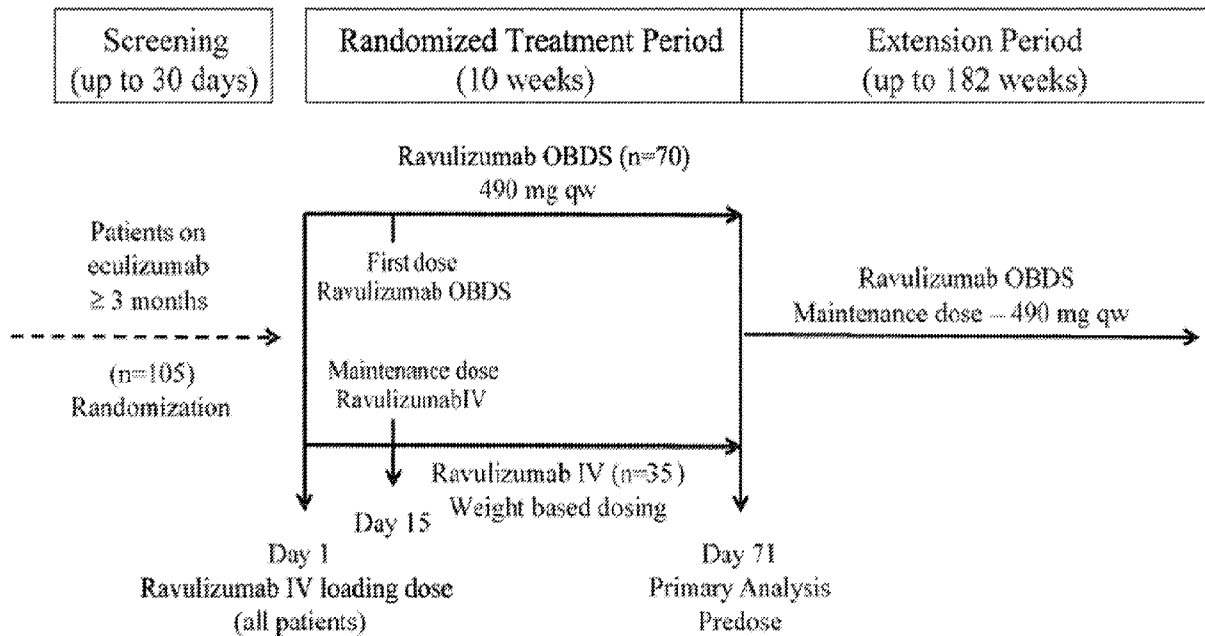 Screening
(up to 30 days)
Randomized Treatment Period
(10 weeks)
Extension Period
(up to 182 weeks)
Ravulizumab OBDS (n=70)
490 mg qw
Patients on
eculizumab
≥ 3 months
First dose
Ravulizumab OBDS
Ravulizumab OBDS
Maintenance dose – 490 mg qw
(n=105)
Randomization
Maintenance dose
RavulizumabIV
Ravulizumab IV (n=35)
Weight based dosing
Day 15
Day 1
Ravulizumab IV loading dose
(all patients)
Day 71
Primary Analysis
Predose